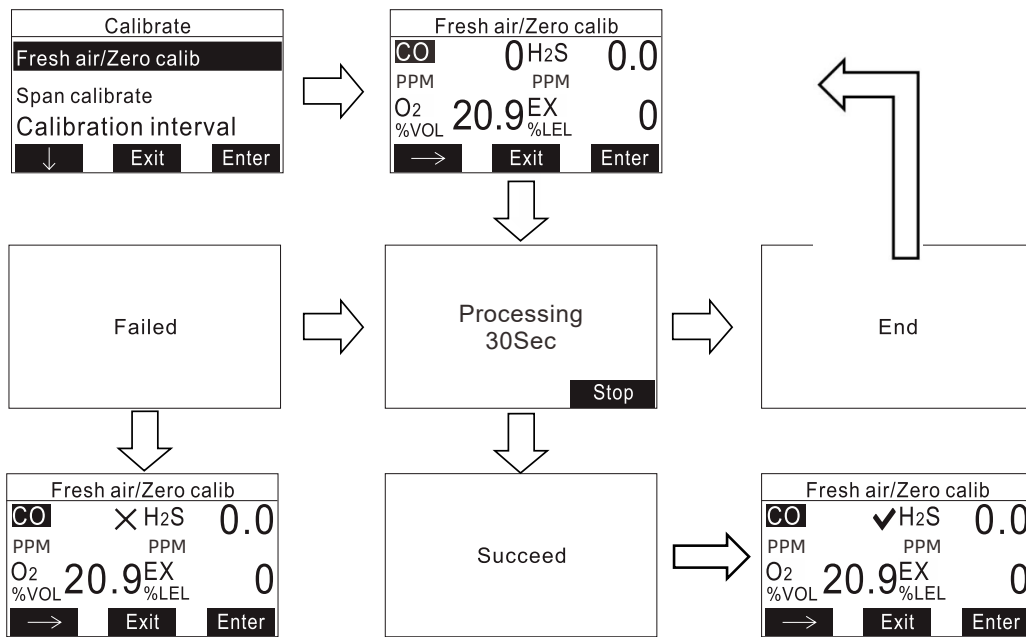 Calibrate
Fresh air/Zero calib
Span calibrate
Calibration interval
↓ Exit Enter
Fresh air/Zero calib
CO 0 H2S 0.0
PPM PPM
O2 %VOL 20.9 EX %LEL 0
→ Exit Enter
Failed
Processing
30Sec
Stop
End
Fresh air/Zero calib
CO ✕ H2S 0.0
PPM PPM
O2 %VOL 20.9 EX %LEL 0
→ Exit Enter
Succeed
Fresh air/Zero calib
CO ✔ H2S 0.0
PPM PPM
O2 %VOL 20.9 EX %LEL 0
→ Exit Enter